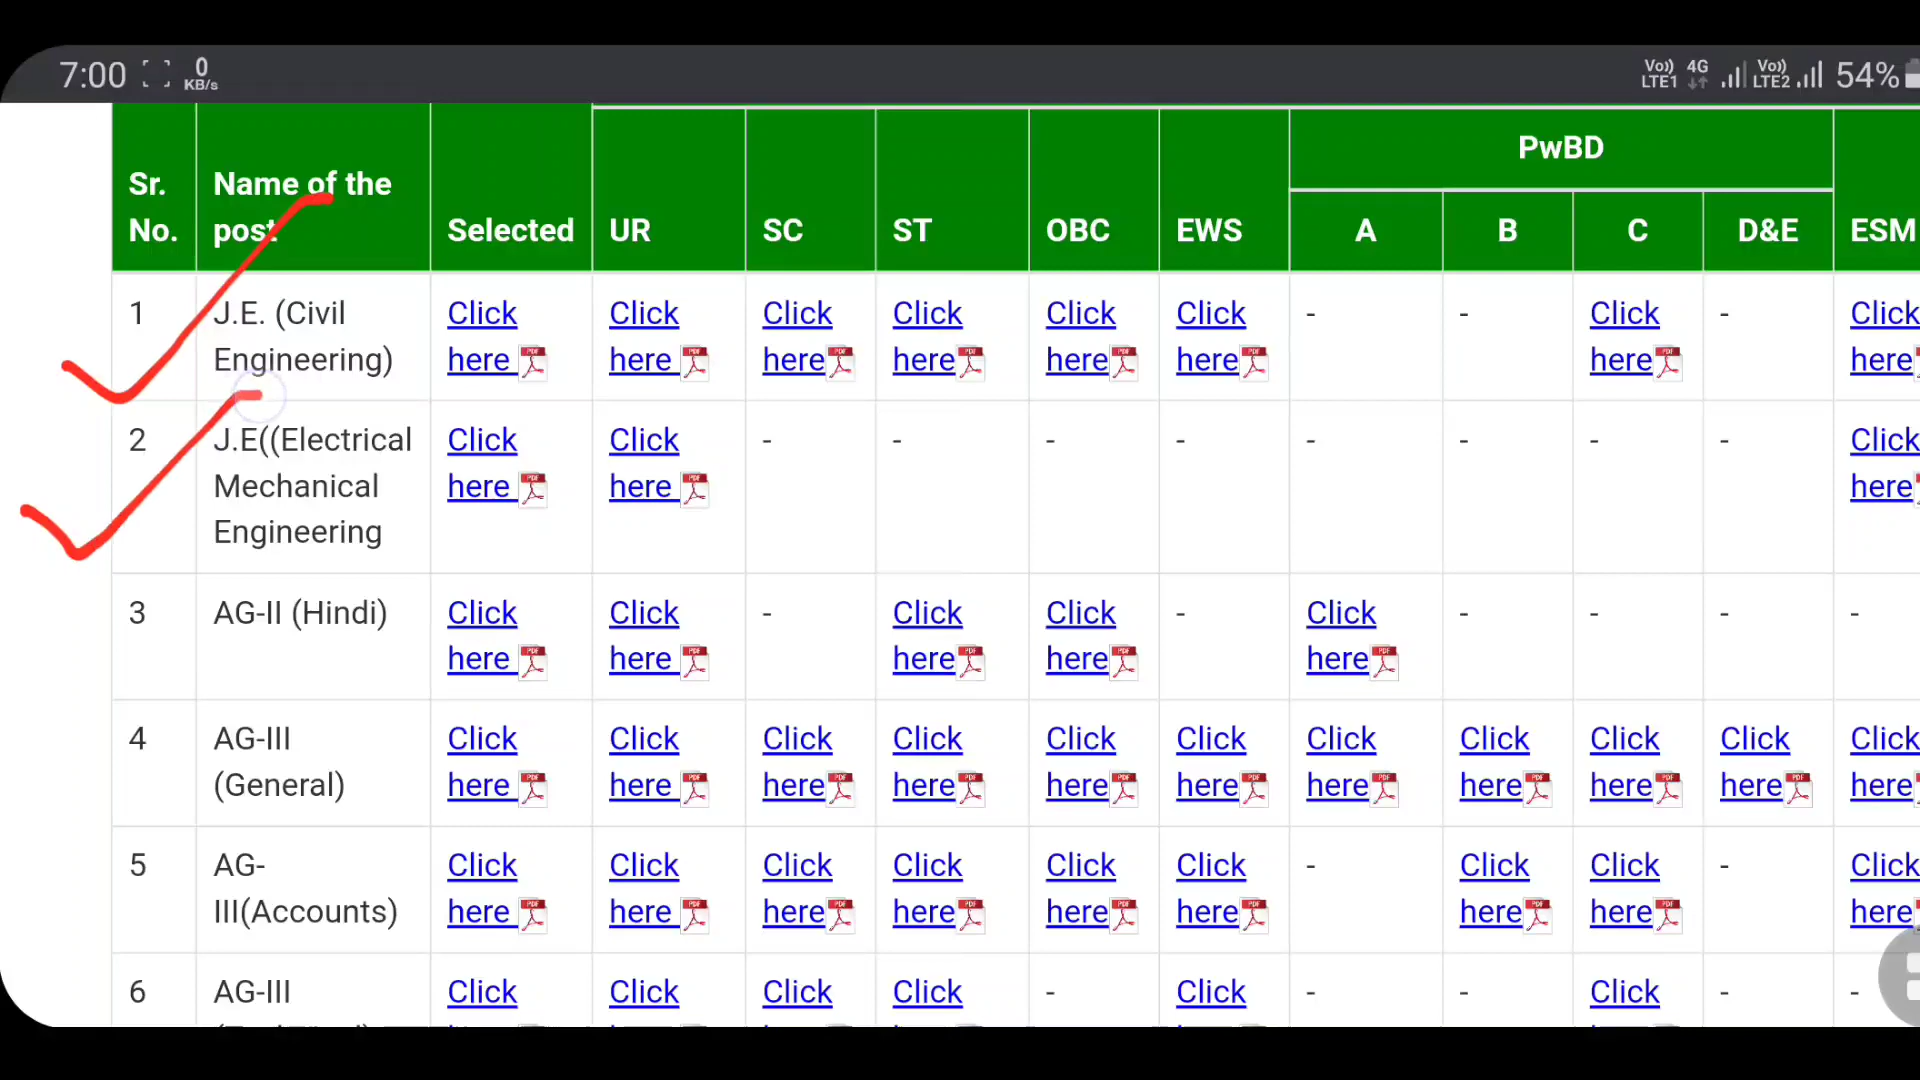 7:00 0 KB/s Vo)) LTE1 4G Vo)) LTE2 54%
PwBD
Sr. No. Name of the post Selected UR SC ST OBC EWS A B C D&E ESM
1 J.E. (Civil Click Click Click Click Click Click - - Click - Click
Engineering) here here here here here here here here
2 J.E((Electrical Click Click - - - - - - - - Click
Mechanical here here here
Engineering
3 AG-II (Hindi) Click Click - Click Click - Click - - - -
here here here here here
4 AG-III Click Click Click Click Click Click Click Click Click Click Click
(General) here here here here here here here here here here here
5 AG- Click Click Click Click Click Click - Click Click - Click
III(Accounts) here here here here here here here here here
6 AG-III Click Click Click Click - Click - - Click - -